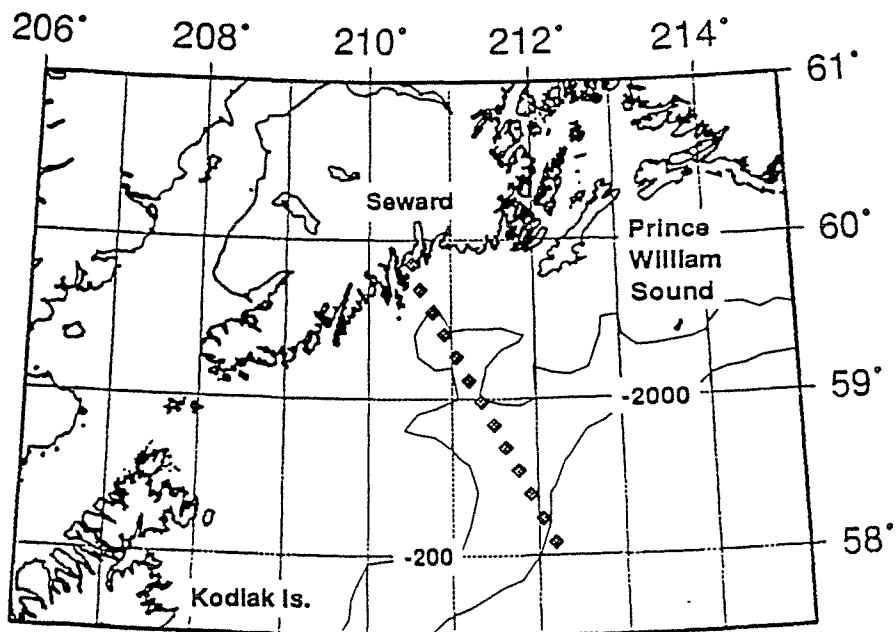 206° 208° 210° 212° 214°
61°
Seward
60°
Prince
William
Sound
59°
-2000
58°
-200
Kodiak Is.